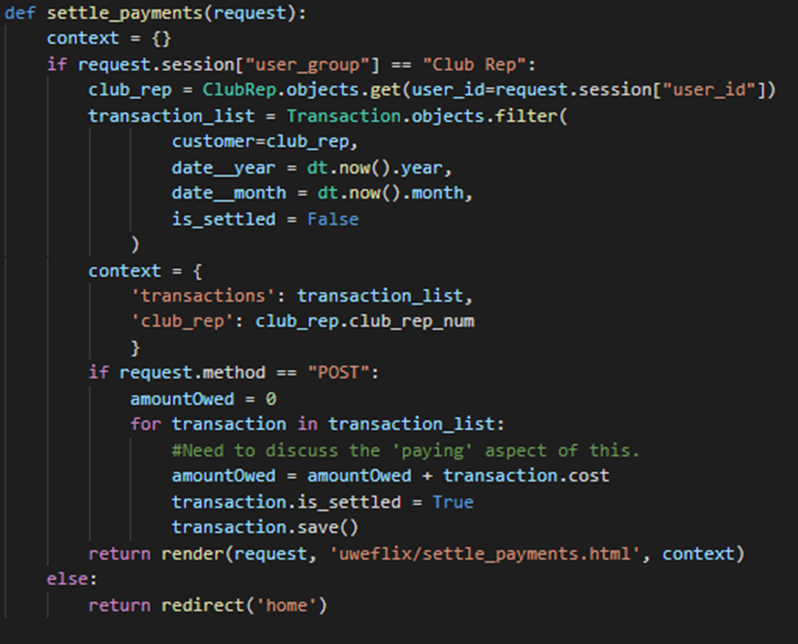 def settle_payments(request):
    context = {}
    if request.session["user_group"] == "Club Rep":
        club_rep = ClubRep.objects.get(user_id=request.session["user_id"])
        transaction_list = Transaction.objects.filter(
                customer=club_rep,
                date__year = dt.now().year,
                date__month = dt.now().month,
                is_settled = False
            )
        context = {
            'transactions': transaction_list,
            'club_rep': club_rep.club_rep_num
            }
        if request.method == "POST":
            amountOwed = 0
            for transaction in transaction_list:
                #Need to discuss the 'paying' aspect of this.
                amountOwed = amountOwed + transaction.cost
                transaction.is_settled = True
                transaction.save()
        return render(request, 'uweflix/settle_payments.html', context)
    else:
        return redirect('home')